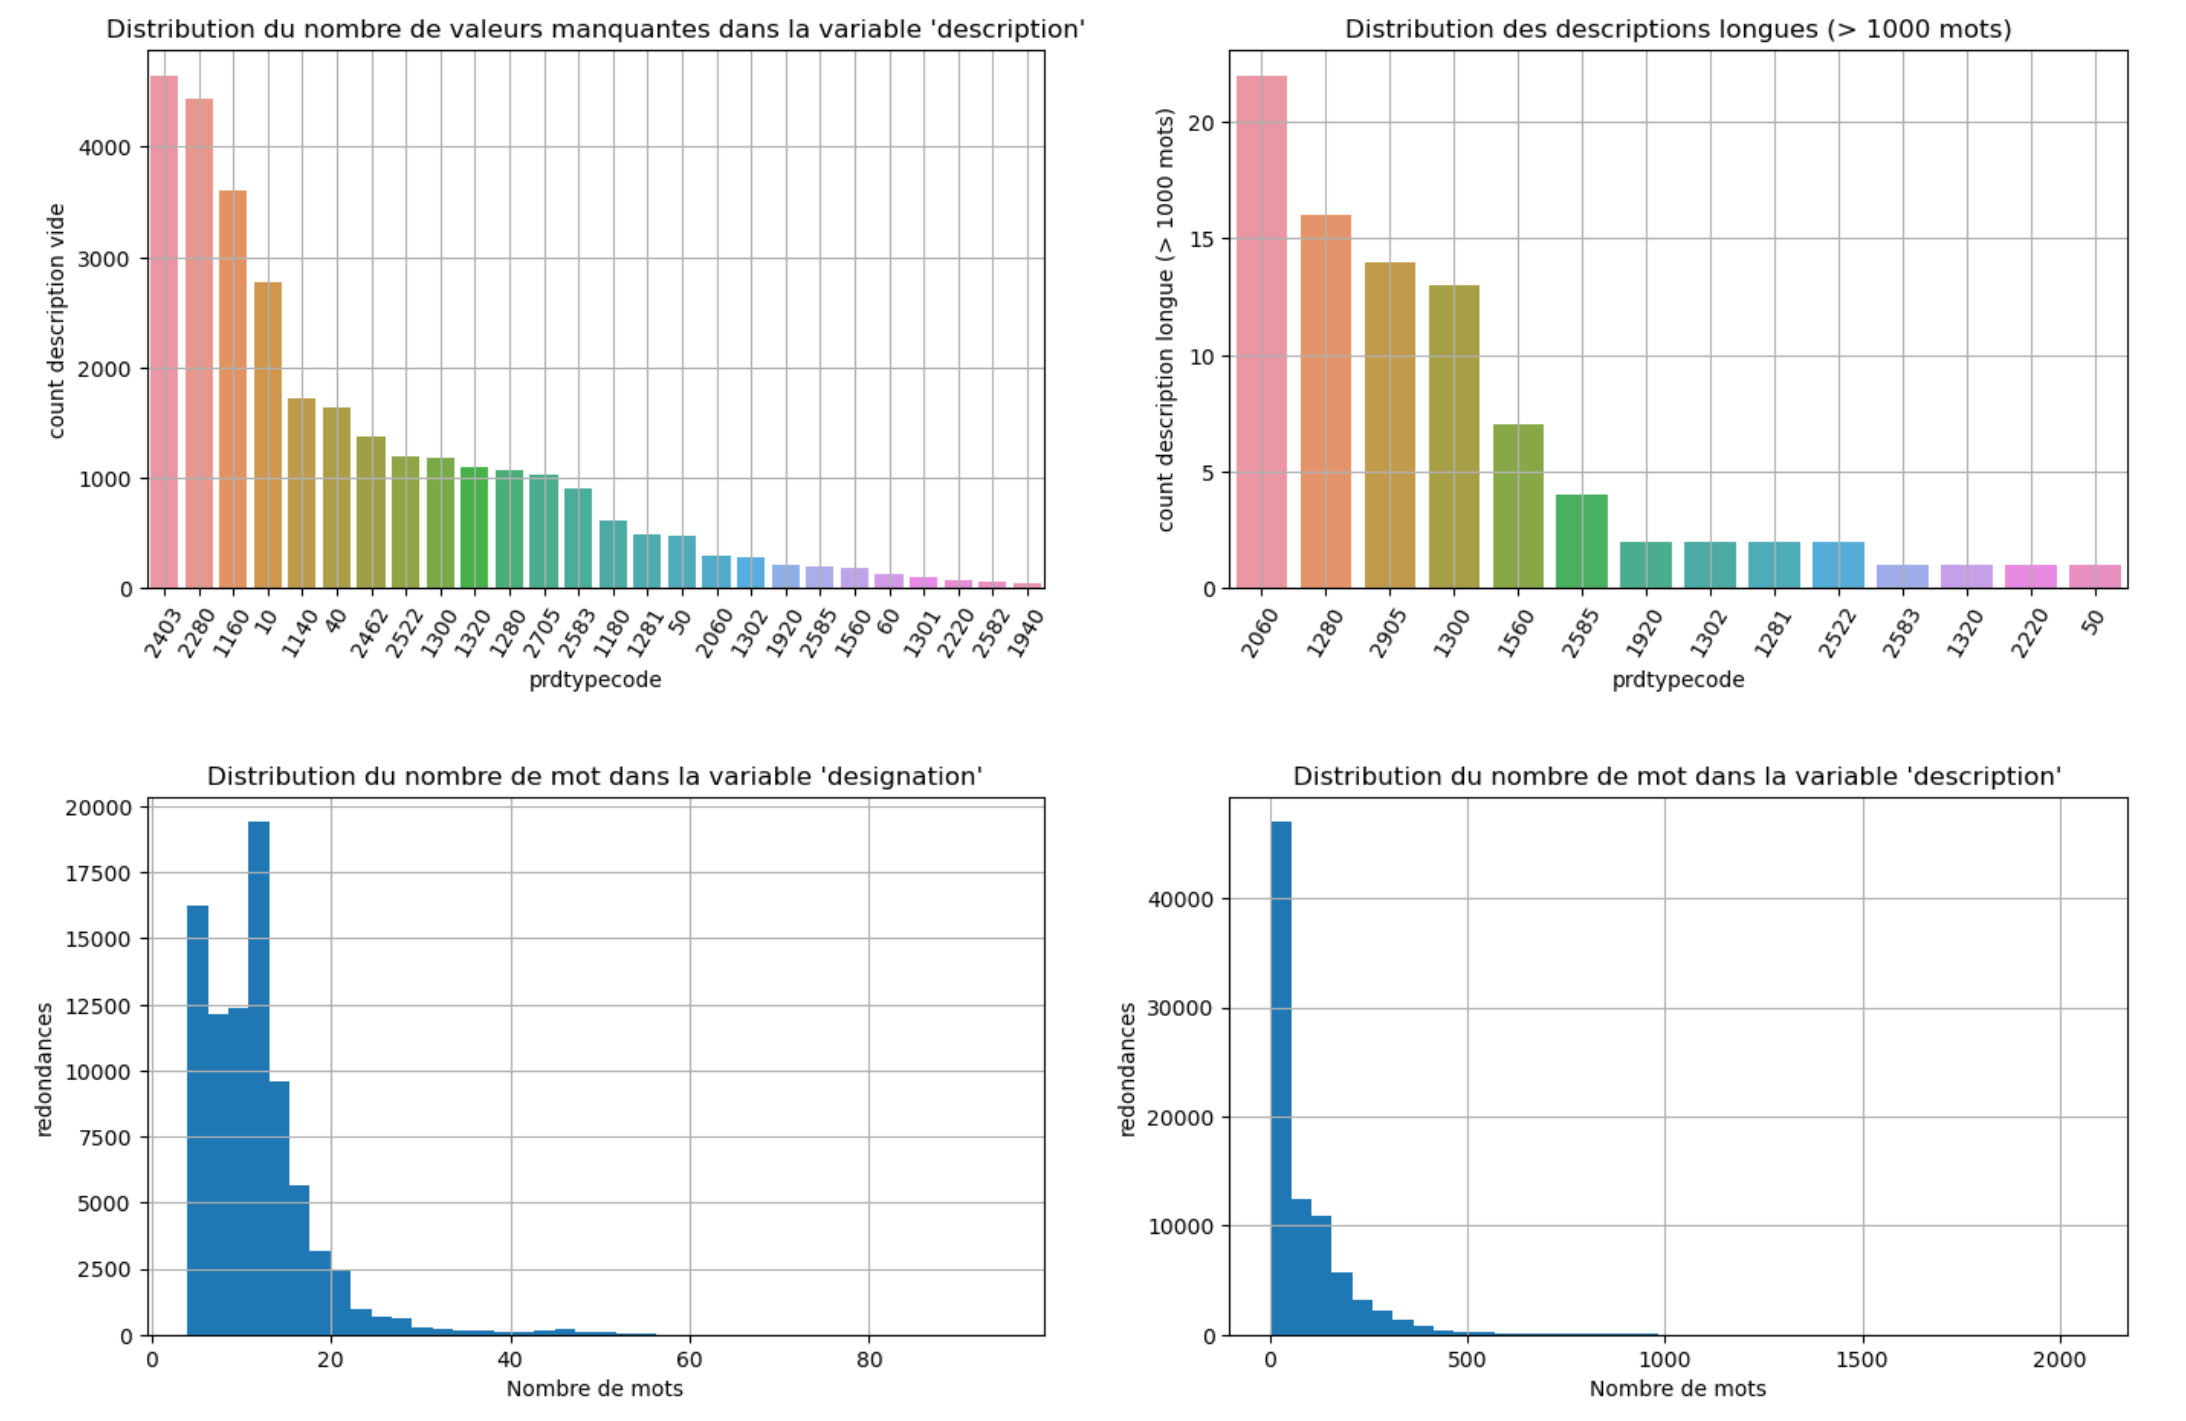 Distribution du nombre de valeurs manquantes dans la variable 'description'
count description vide
4000
3000
2000
1000
0
2403 2280 1160 10 1140 40 2462 2522 1300 1320 1280 2705 2583 1180 1281 50 2060 1302 1920 2585 1560 60 1301 2220 2582 1940
prdtypecode
Distribution des descriptions longues (> 1000 mots)
count description longue (> 1000 mots)
20
15
10
5
0
2060 1280 2905 1300 1560 2585 1920 1302 1281 2522 2583 1320 2220 50
prdtypecode
Distribution du nombre de mot dans la variable 'designation'
redondances
20000
17500
15000
12500
10000
7500
5000
2500
0
0 20 40 60 80
Nombre de mots
Distribution du nombre de mot dans la variable 'description'
redondances
40000
30000
20000
10000
0
0 500 1000 1500 2000
Nombre de mots